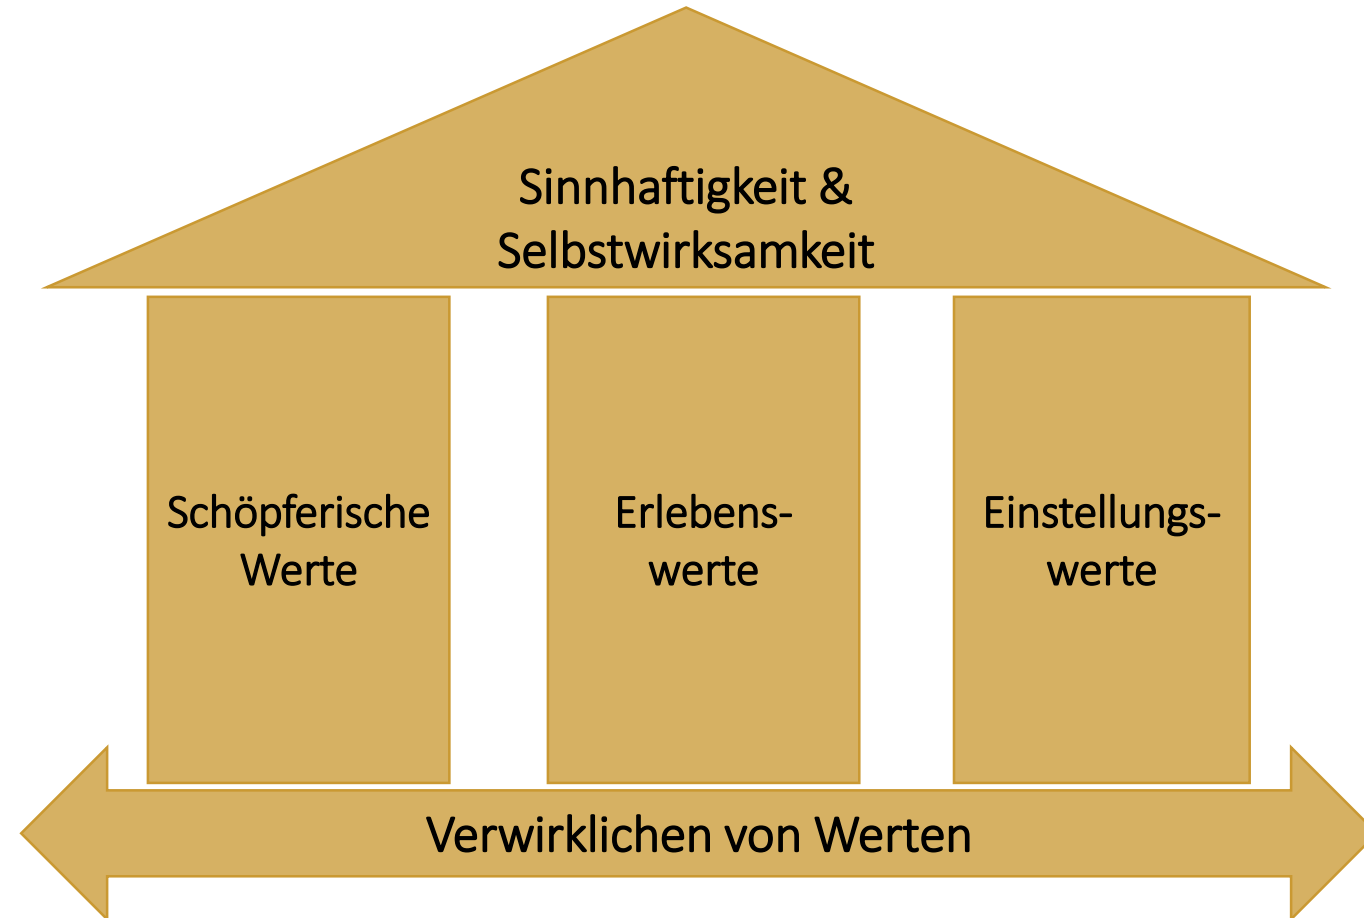 Sinnhaftigkeit &
Selbstwirksamkeit
Schöpferische
Werte
Erlebens-
werte
Einstellungs-
werte
Verwirklichen von Werten